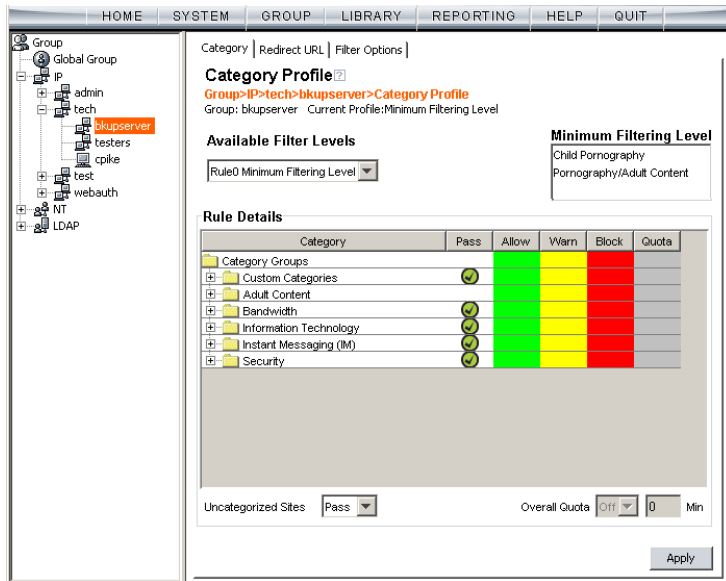 HOME SYSTEM GROUP LIBRARY REPORTING HELP QUIT
Group
Global Group
IP
admin
tech
bkupserver
testers
cpike
test
webauth
NT
LDAP
Category Redirect URL Filter Options
Category Profile ?
Group>IP>tech>bkupserver>Category Profile
Group: bkupserver Current Profile:Minimum Filtering Level
Available Filter Levels
Rule0 Minimum Filtering Level
Minimum Filtering Level
Child Pornography
Pornography/Adult Content
Rule Details
Category Pass Allow Warn Block Quota
Category Groups
Custom Categories
Adult Content
Bandwidth
Information Technology
Instant Messaging (IM)
Security
Uncategorized Sites Pass Overall Quota Off 0 Min
Apply